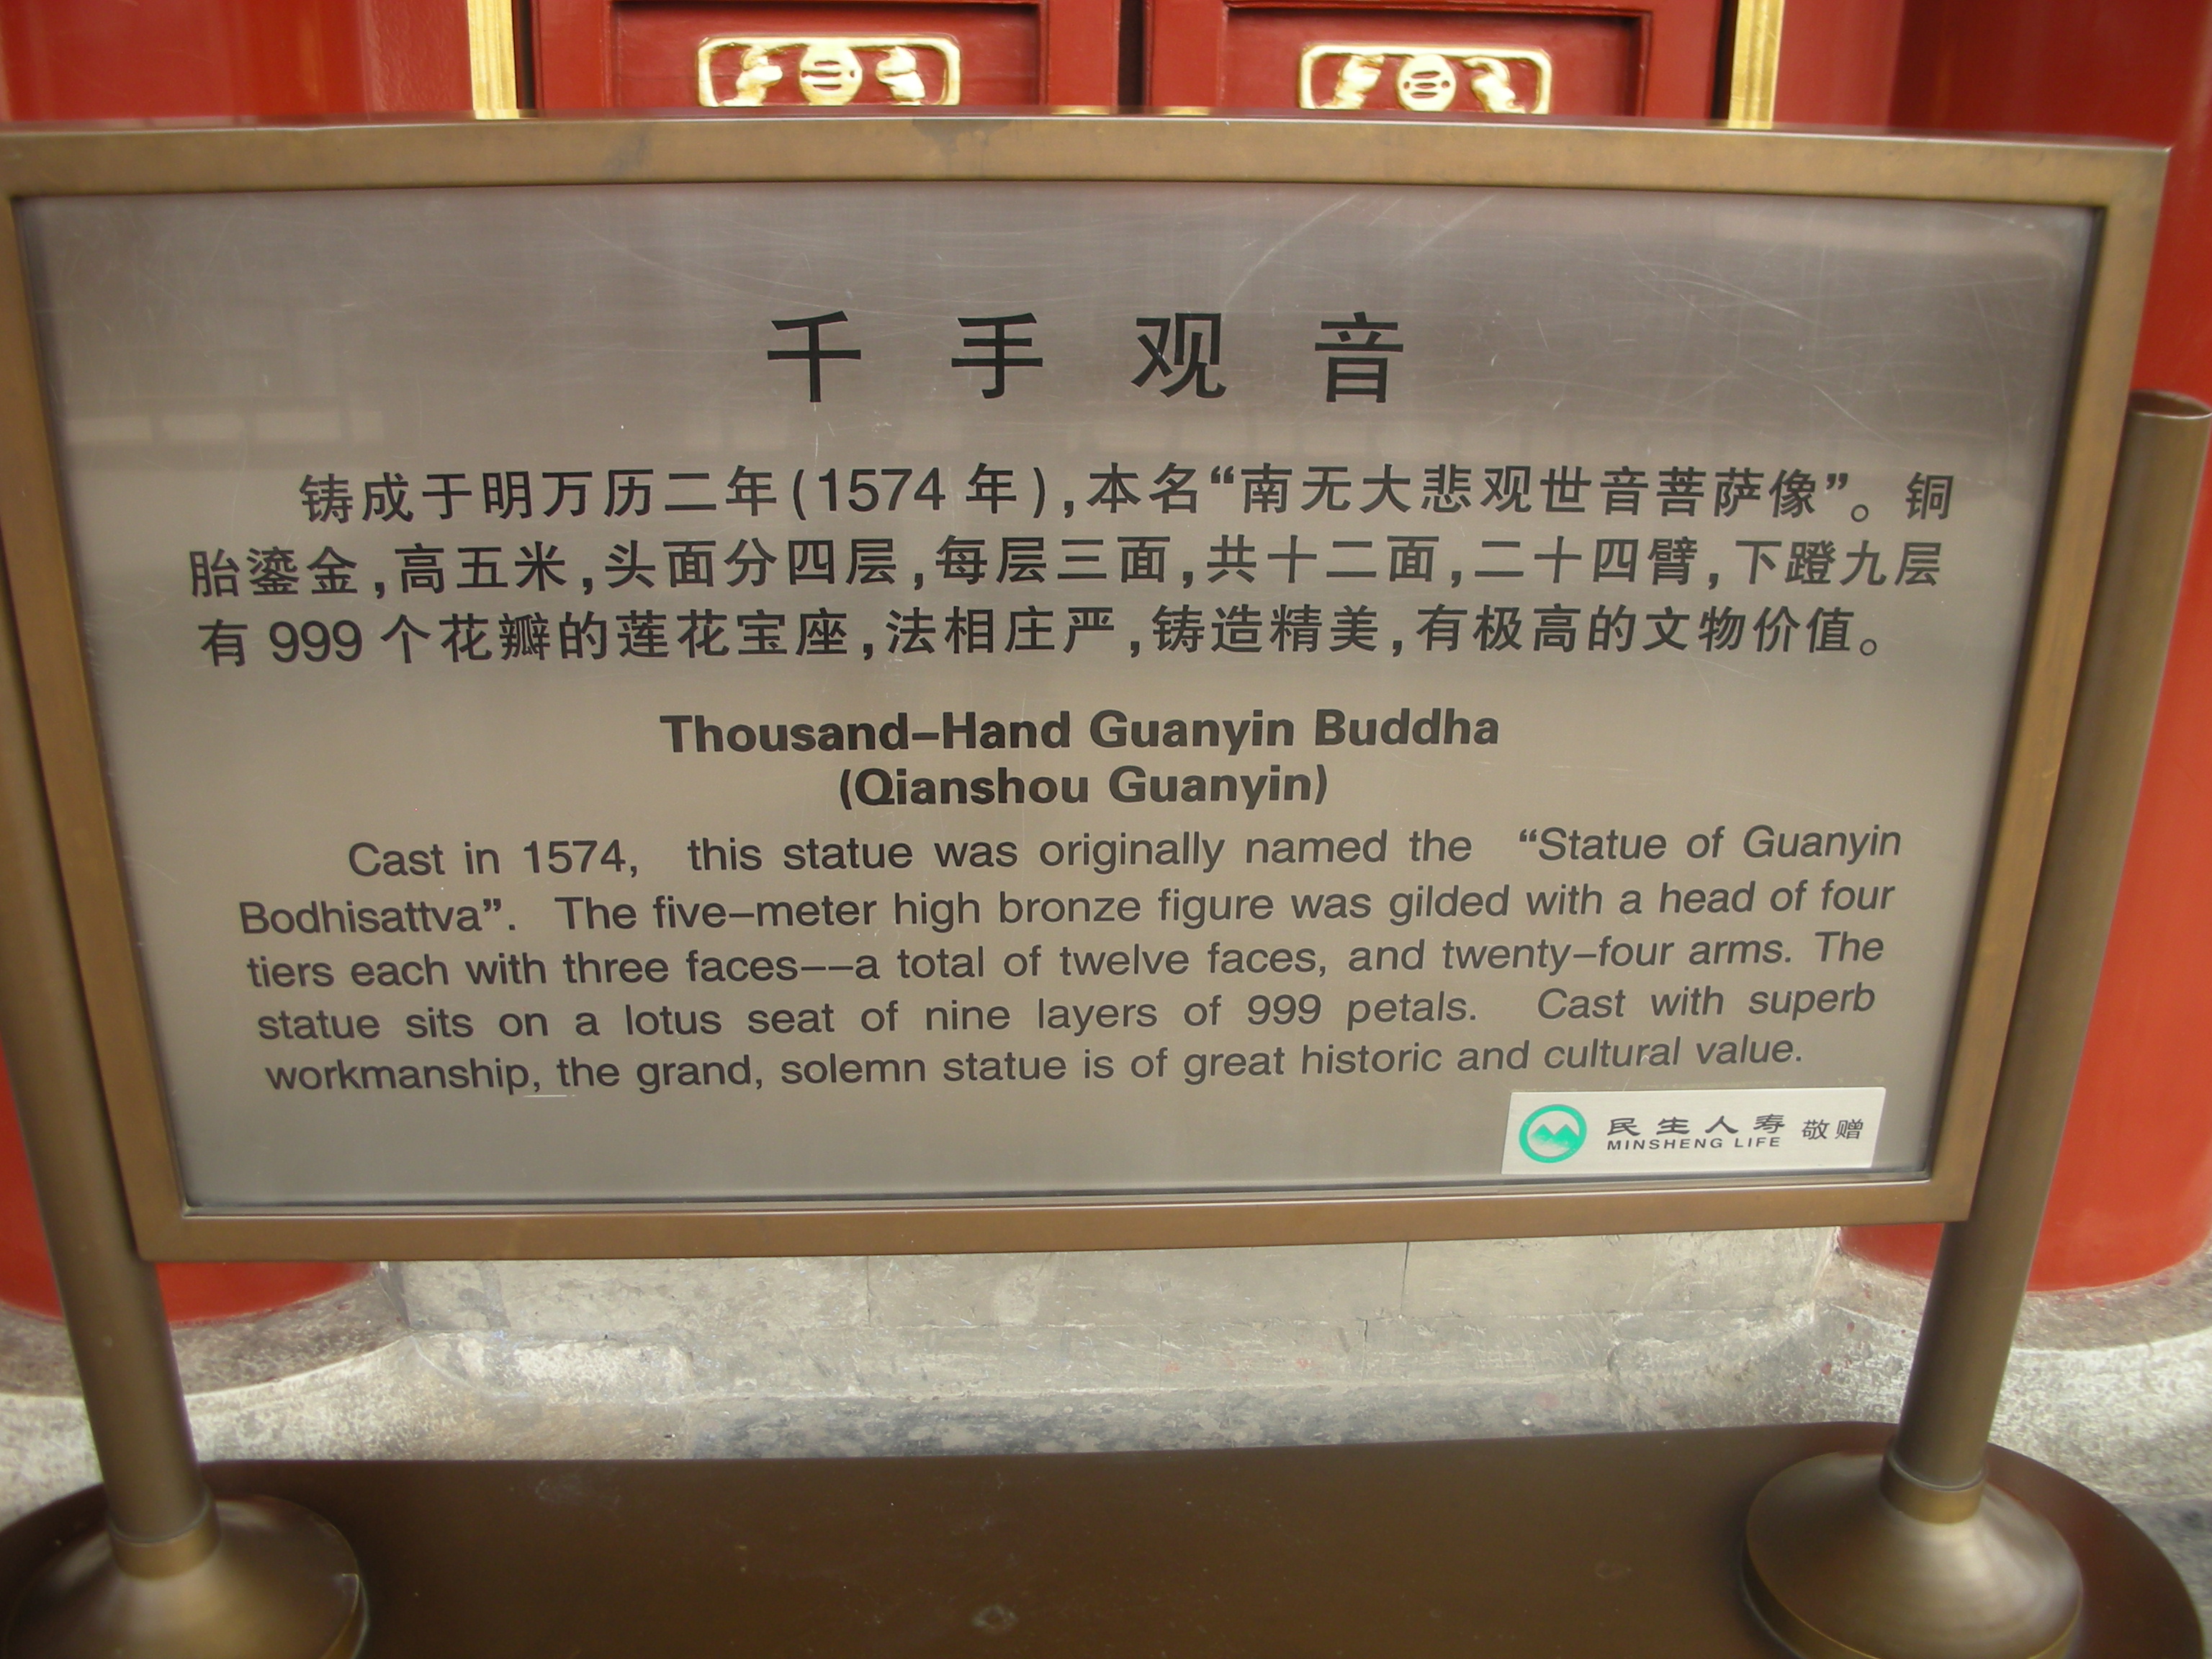 千手观音
铸成于明万历二年(1574年),本名“南无大悲观世音菩萨像”。铜
胎鎏金,高五米,头面分四层,每层三面,共十二面,二十四臂,下蹬九层
有999个花瓣的莲花宝座,法相庄严,铸造精美,有极高的文物价值。
Thousand–Hand Guanyin Buddha
(Qianshou Guanyin)
Cast in 1574, this statue was originally named the “Statue of Guanyin
Bodhisattva”. The five–meter high bronze figure was gilded with a head of four
tiers each with three faces––a total of twelve faces, and twenty–four arms. The
statue sits on a lotus seat of nine layers of 999 petals. Cast with superb
workmanship, the grand, solemn statue is of great historic and cultural value.
民生人寿 敬赠
MINSHENG LIFE